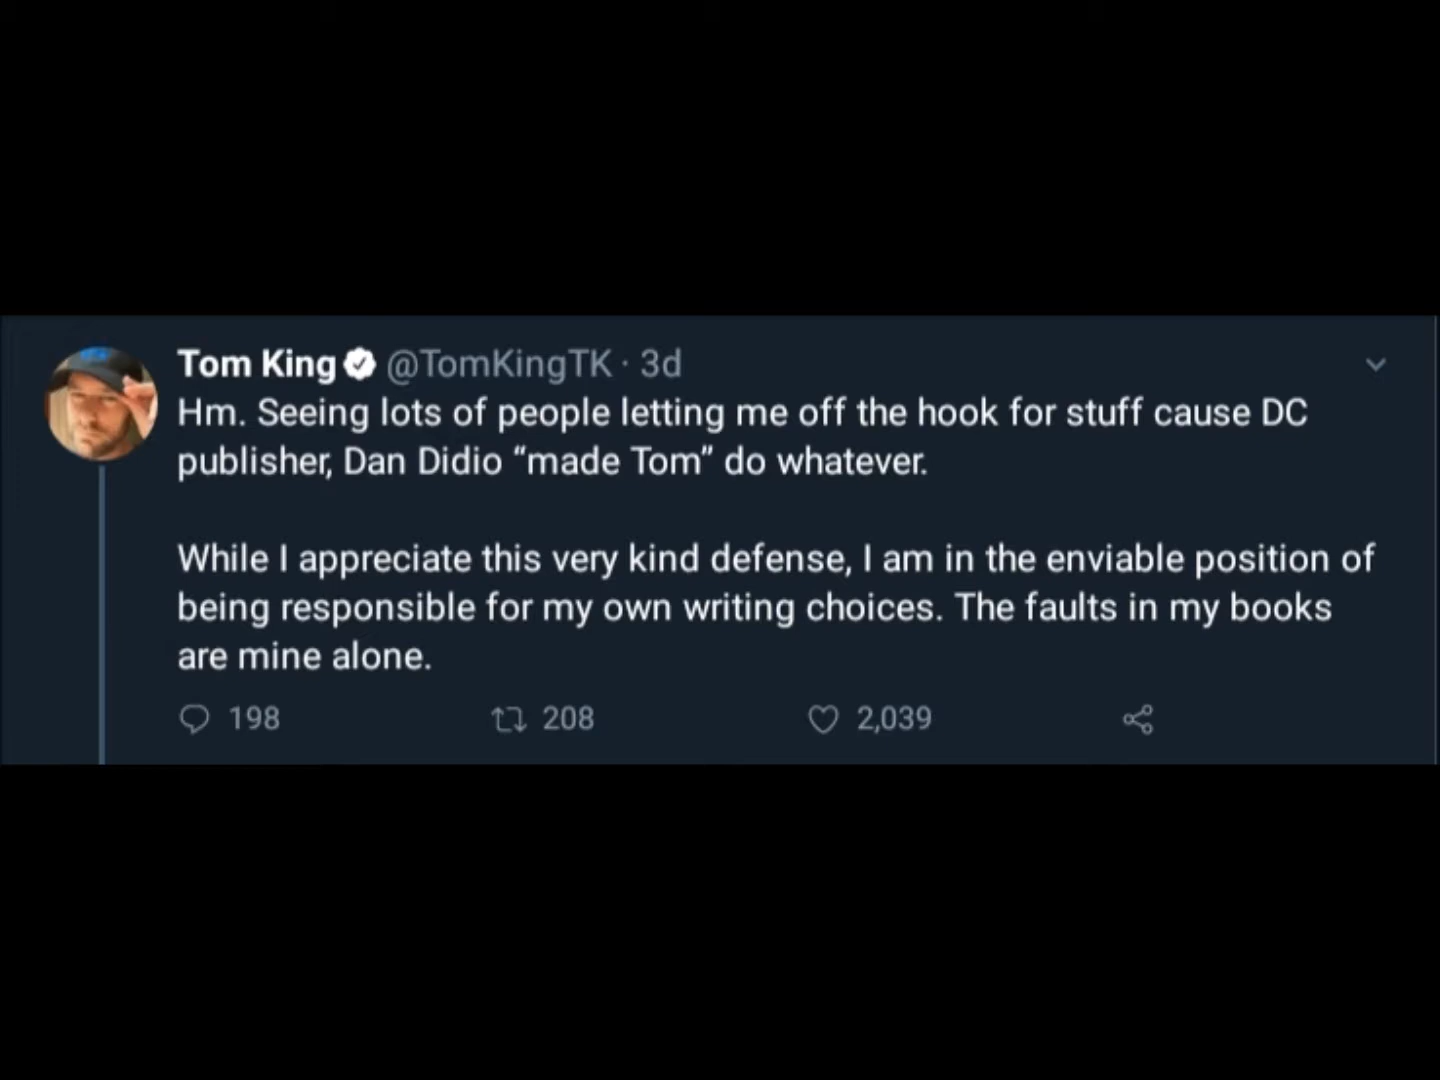 Tom King @TomKingTK · 3d
Hm. Seeing lots of people letting me off the hook for stuff cause DC
publisher, Dan Didio “made Tom” do whatever.
While I appreciate this very kind defense, I am in the enviable position of
being responsible for my own writing choices. The faults in my books
are mine alone.
198 208 2,039